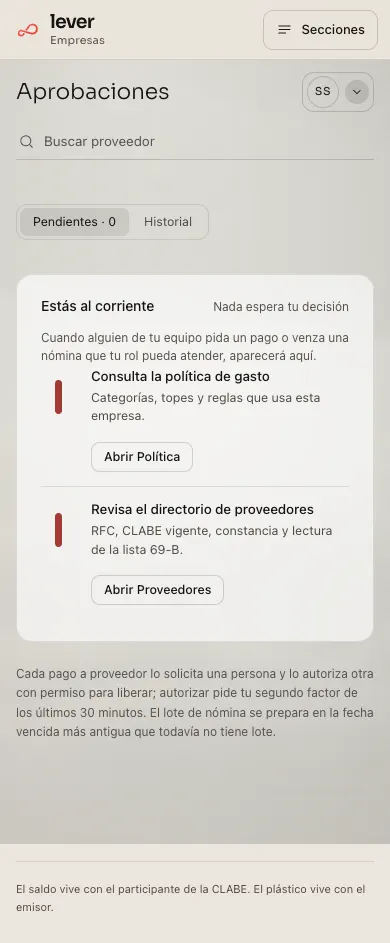 lever
Empresas
Secciones
Aprobaciones
SS
Buscar proveedor
Pendientes · 0
Historial
Estás al corriente
Nada espera tu decisión
Cuando alguien de tu equipo pida un pago o venza una
nómina que tu rol pueda atender, aparecerá aquí.
Consulta la política de gasto
Categorías, topes y reglas que usa esta
empresa.
Abrir Política
Revisa el directorio de proveedores
RFC, CLABE vigente, constancia y lectura
de la lista 69-B.
Abrir Proveedores
Cada pago a proveedor lo solicita una persona y lo autoriza otra
con permiso para liberar; autorizar pide tu segundo factor de
los últimos 30 minutos. El lote de nómina se prepara en la fecha
vencida más antigua que todavía no tiene lote.
El saldo vive con el participante de la CLABE. El plástico vive con el
emisor.